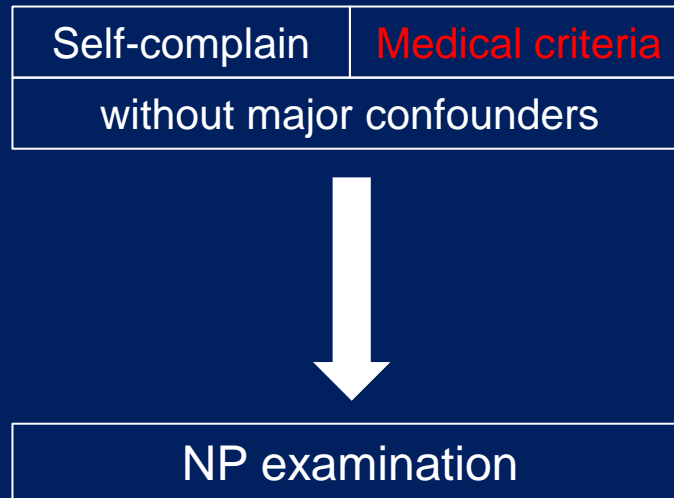 Self-complain Medical criteria
without major confounders
NP examination